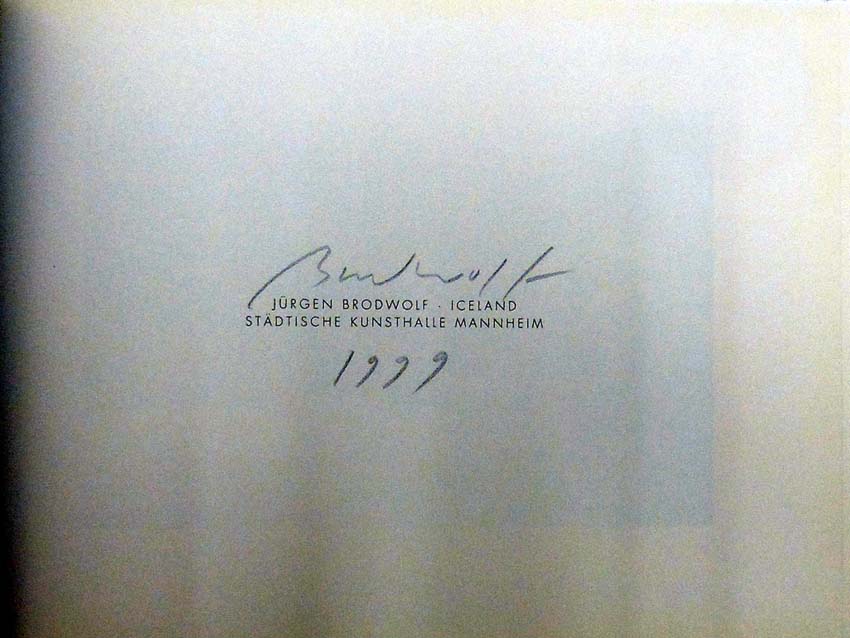 Brodwolf
JÜRGEN BRODWOLF · ICELAND
STÄDTISCHE KUNSTHALLE MANNHEIM
1999